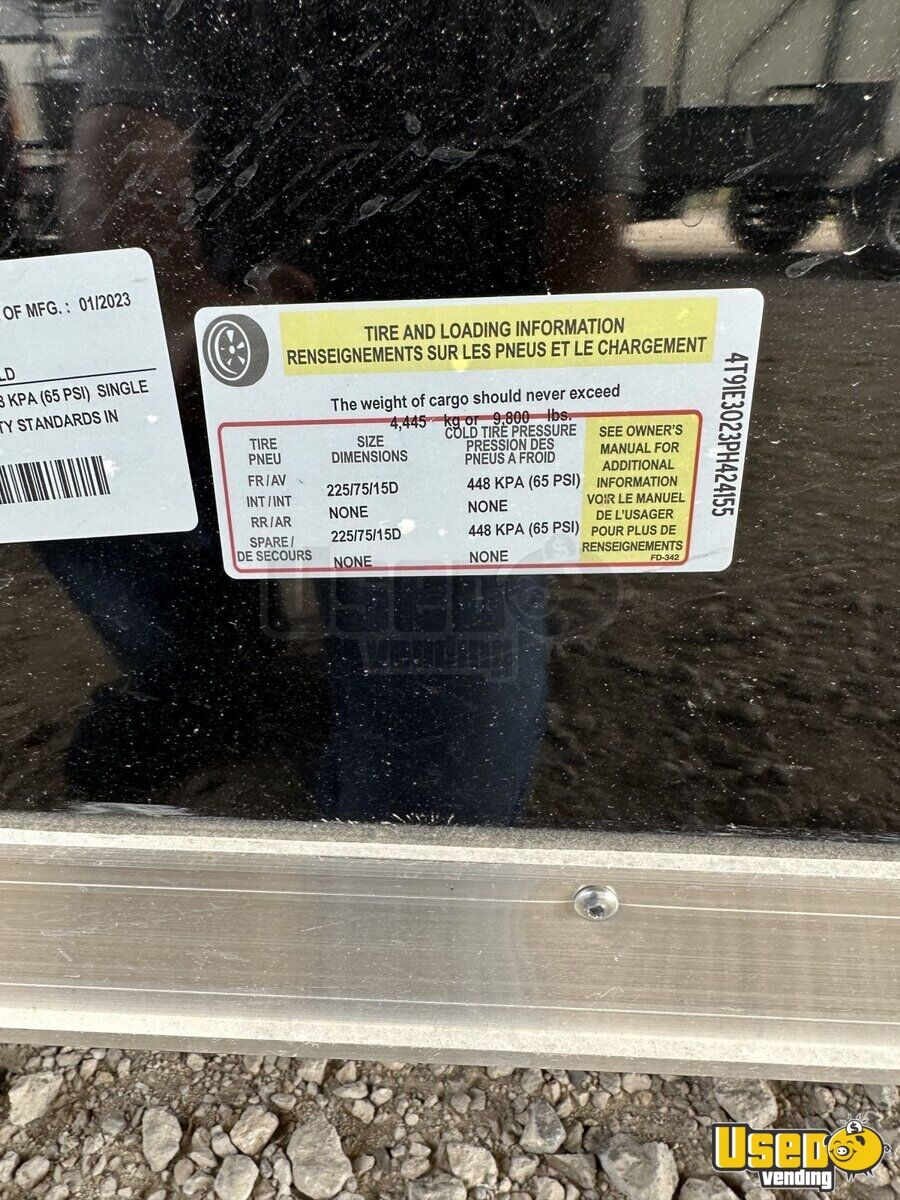 OF MFG. : 01/2023
LD
KPA (65 PSI) SINGLE
TY STANDARDS IN
TIRE AND LOADING INFORMATION
RENSEIGNEMENTS SUR LES PNEUS ET LE CHARGEMENT
The weight of cargo should never exceed
4,445 kg or 9,800 lbs.
TIRE SIZE COLD TIRE PRESSURE
PNEU DIMENSIONS PRESSION DES
PNEUS A FROID
FR / AV 225/75/15D 448 KPA (65 PSI)
INT / INT NONE NONE
RR / AR 225/75/15D 448 KPA (65 PSI)
SPARE /
DE SECOURS NONE NONE
SEE OWNER'S
MANUAL FOR
ADDITIONAL
INFORMATION
VOIR LE MANUEL
DE L'USAGER
POUR PLUS DE
RENSEIGNEMENTS
FD-342
4T91E3023PH424155
USED
vending
USED
vending